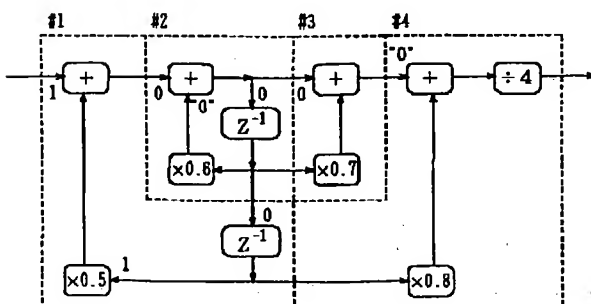 #1 #2 #3 #4
"0"
+ + + + ÷4
1 0 "0" 0 0
Z⁻¹
×0.6 ×0.7
0
Z⁻¹
×0.5 1 ×0.8